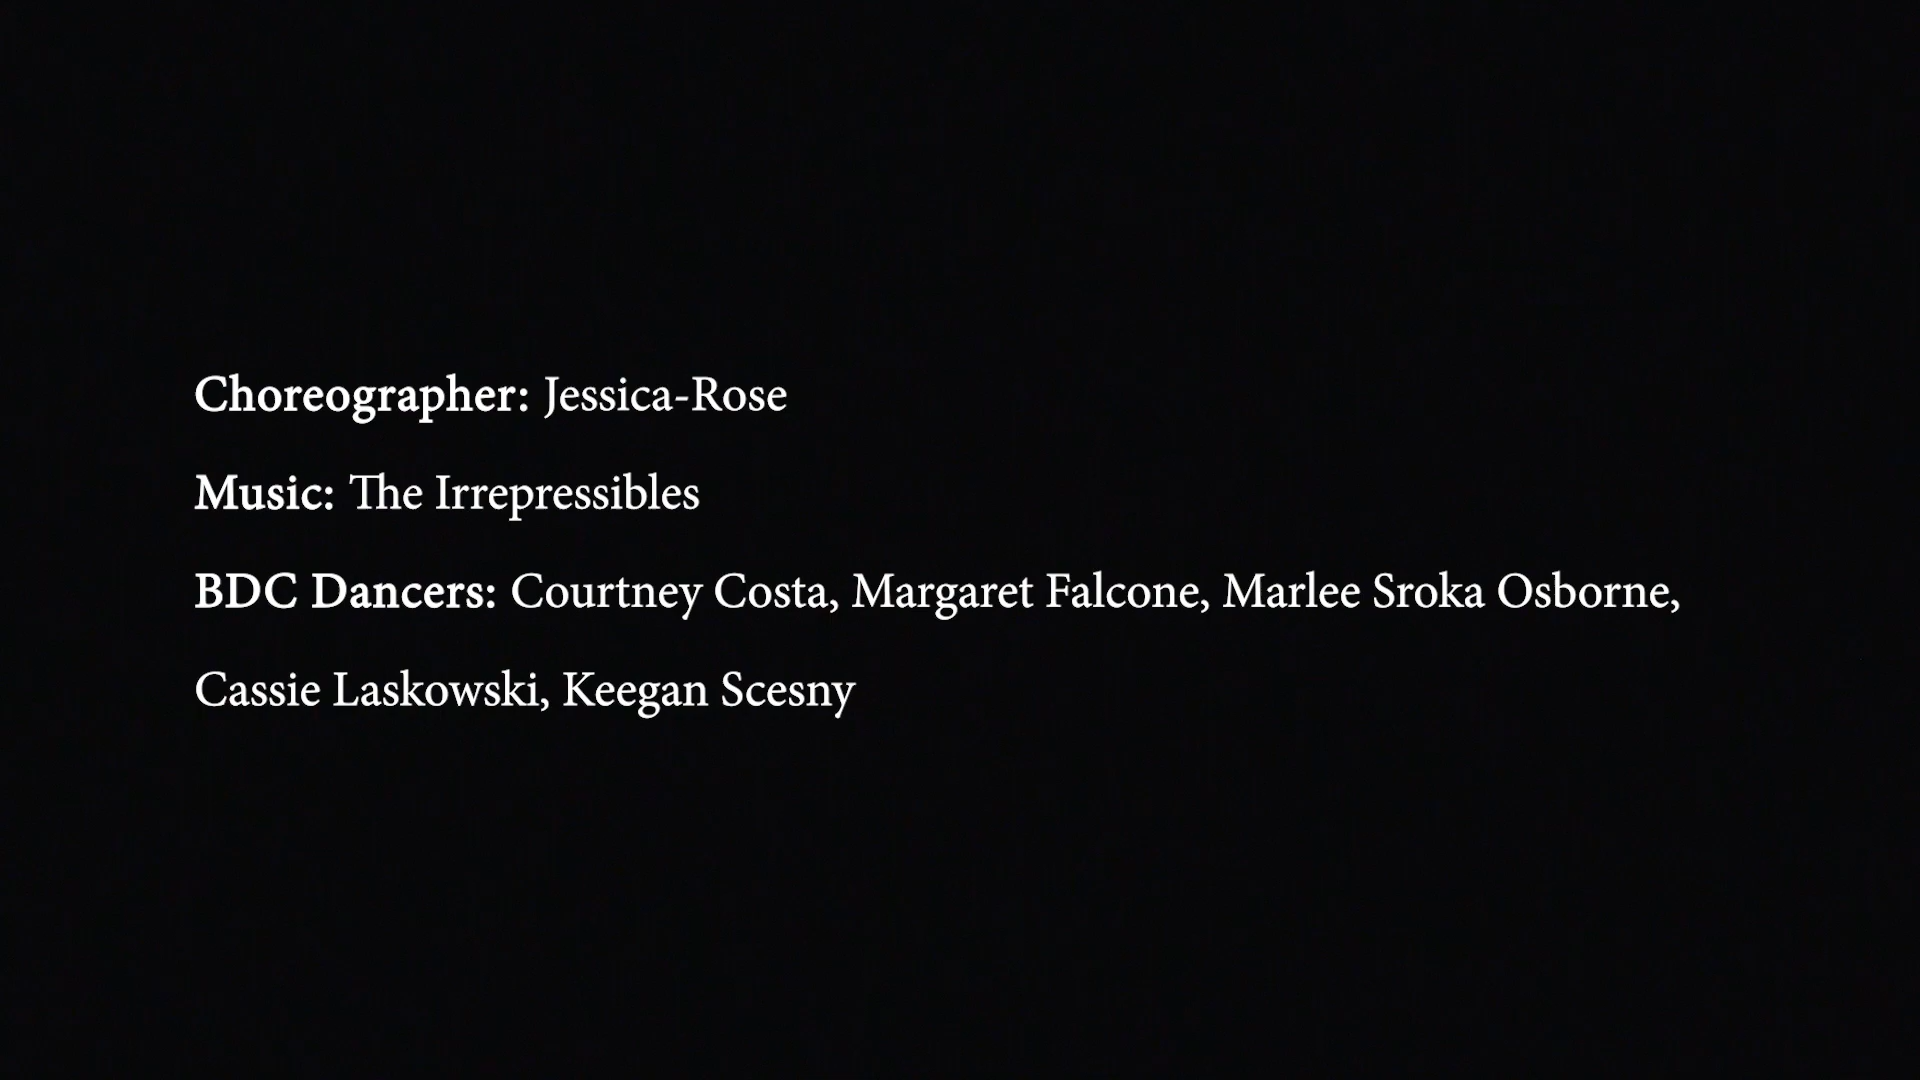 Choreographer: Jessica-Rose
Music: The Irrepressibles
BDC Dancers: Courtney Costa, Margaret Falcone, Marlee Sroka Osborne,
Cassie Laskowski, Keegan Scesny